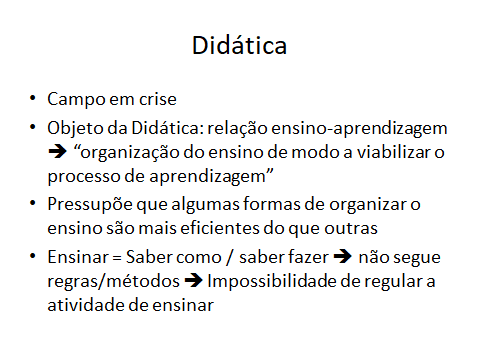 Didática
• Campo em crise
• Objeto da Didática: relação ensino-aprendizagem
➔ “organização do ensino de modo a viabilizar o
processo de aprendizagem”
• Pressupõe que algumas formas de organizar o
ensino são mais eficientes do que outras
• Ensinar = Saber como / saber fazer ➔ não segue
regras/métodos ➔ Impossibilidade de regular a
atividade de ensinar